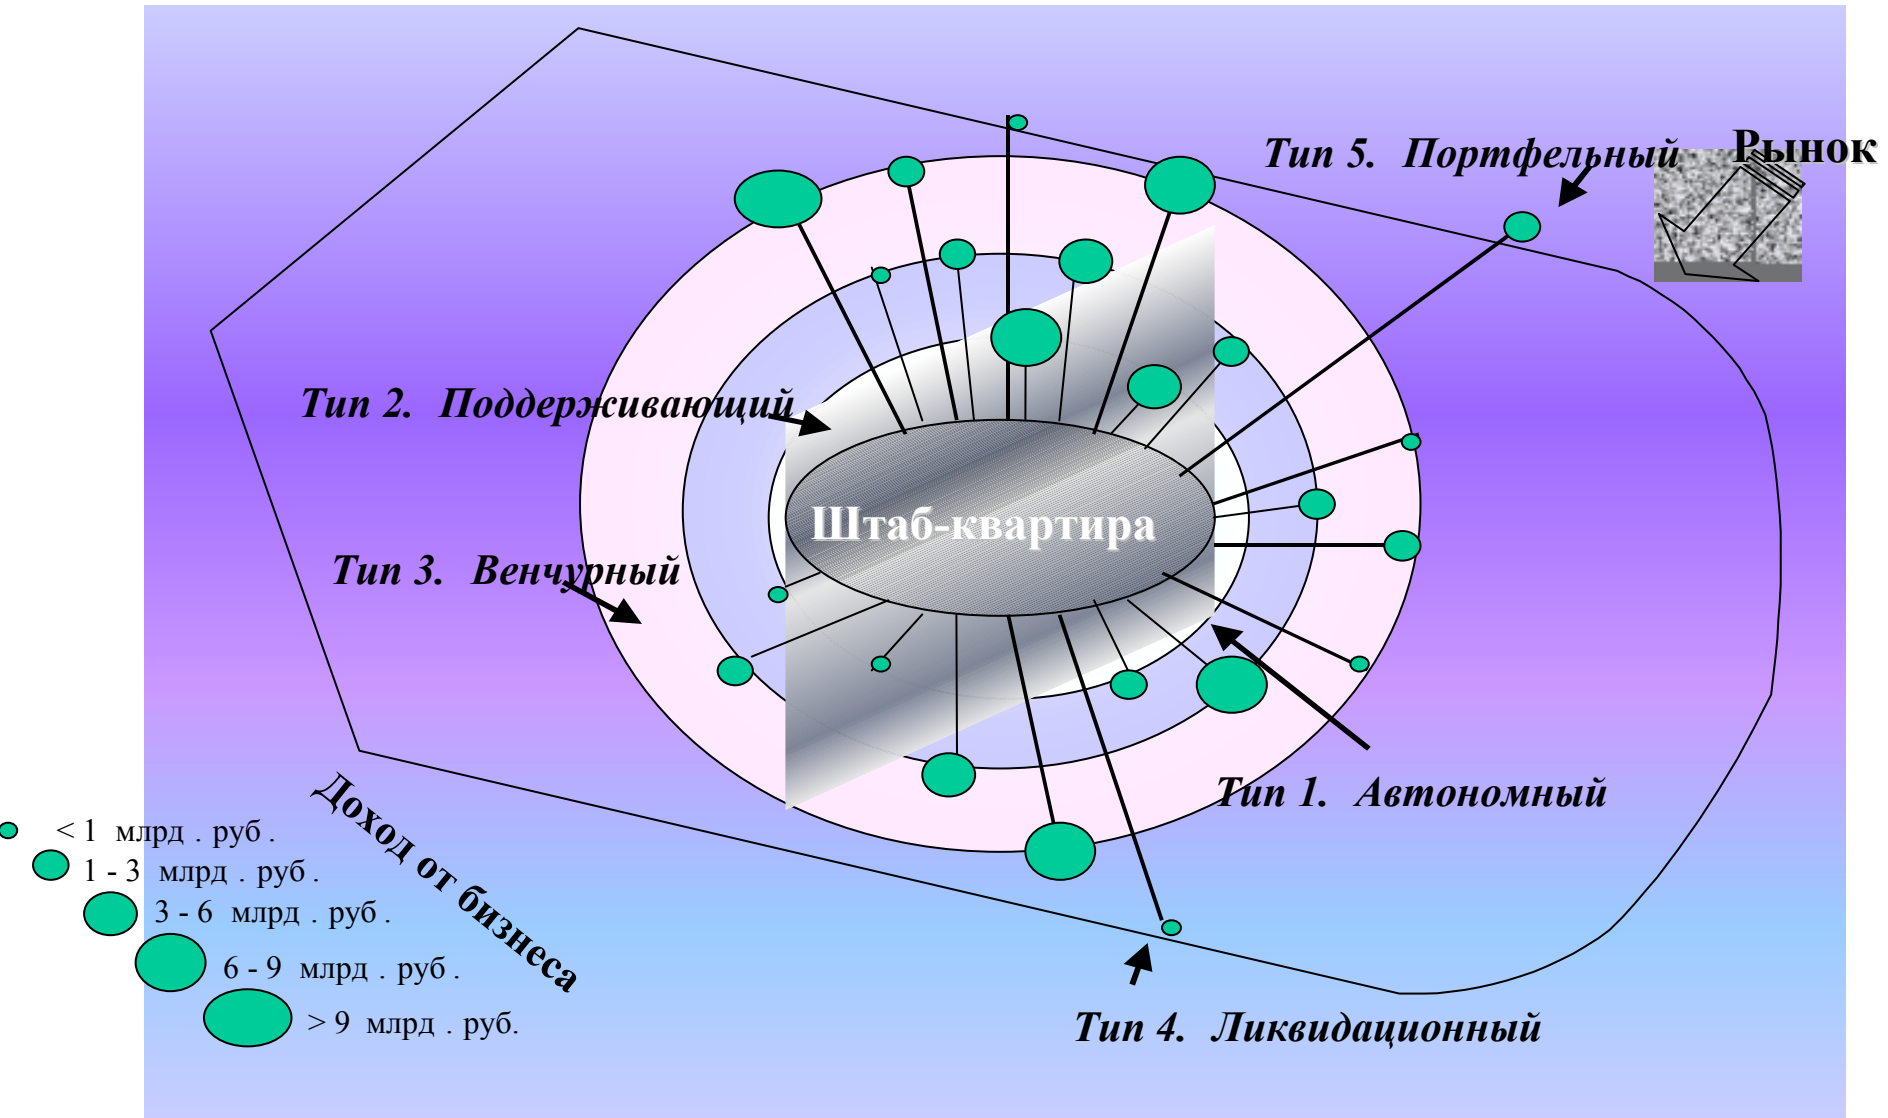 Тип 5. Портфельный
Рынок
Тип 2. Поддерживающий
Штаб-квартира
Тип 3. Венчурный
Тип 1. Автономный
Доход от бизнеса
< 1 млрд . руб .
1 - 3 млрд . руб .
3 - 6 млрд . руб .
6 - 9 млрд . руб .
> 9 млрд . руб.
Тип 4. Ликвидационный